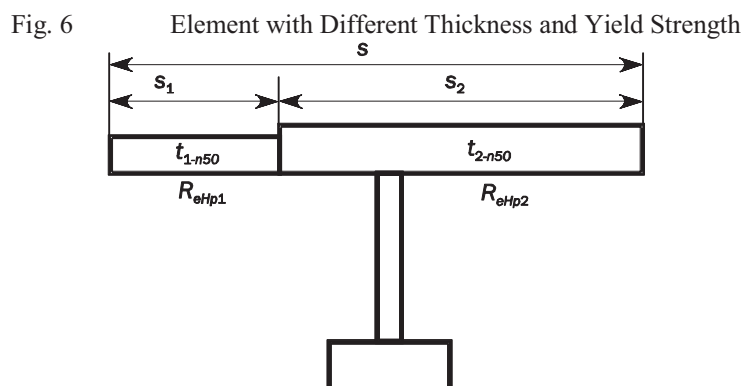 Fig. 6 Element with Different Thickness and Yield Strength
s
s1 s2
t1-n50 t2-n50
ReHp1 ReHp2